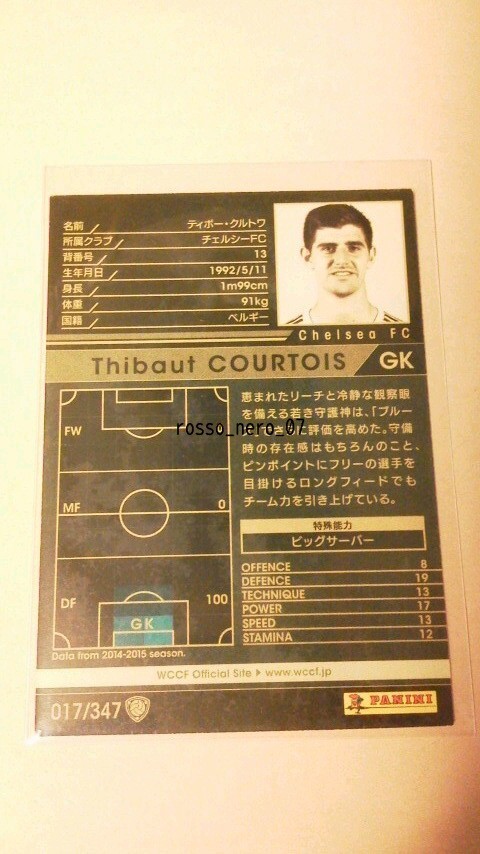 名前 ティボー・クルトワ
所属クラブ チェルシーFC
背番号 13
生年月日 1992/5/11
身長 1m99cm
体重 91kg
国籍 ベルギー
Chelsea FC
Thibaut COURTOIS GK
恵まれたリーチと冷静な観察眼
を備える若き守護神は、「ブルー
評価を高めた。守備
時の存在感はもちろんのこと、
ピンポイントにフリーの選手を
目掛けるロングフィードでも
チーム力を引き上げている。
rosso_nero_07
FW
MF 0
DF 100
GK
Data from 2014-2015 season.
特殊能力
ビッグサーバー
OFFENCE 8
DEFENCE 19
TECHNIQUE 13
POWER 17
SPEED 13
STAMINA 12
WCCF Official Site www.wccf.jp
017/347
PANINI